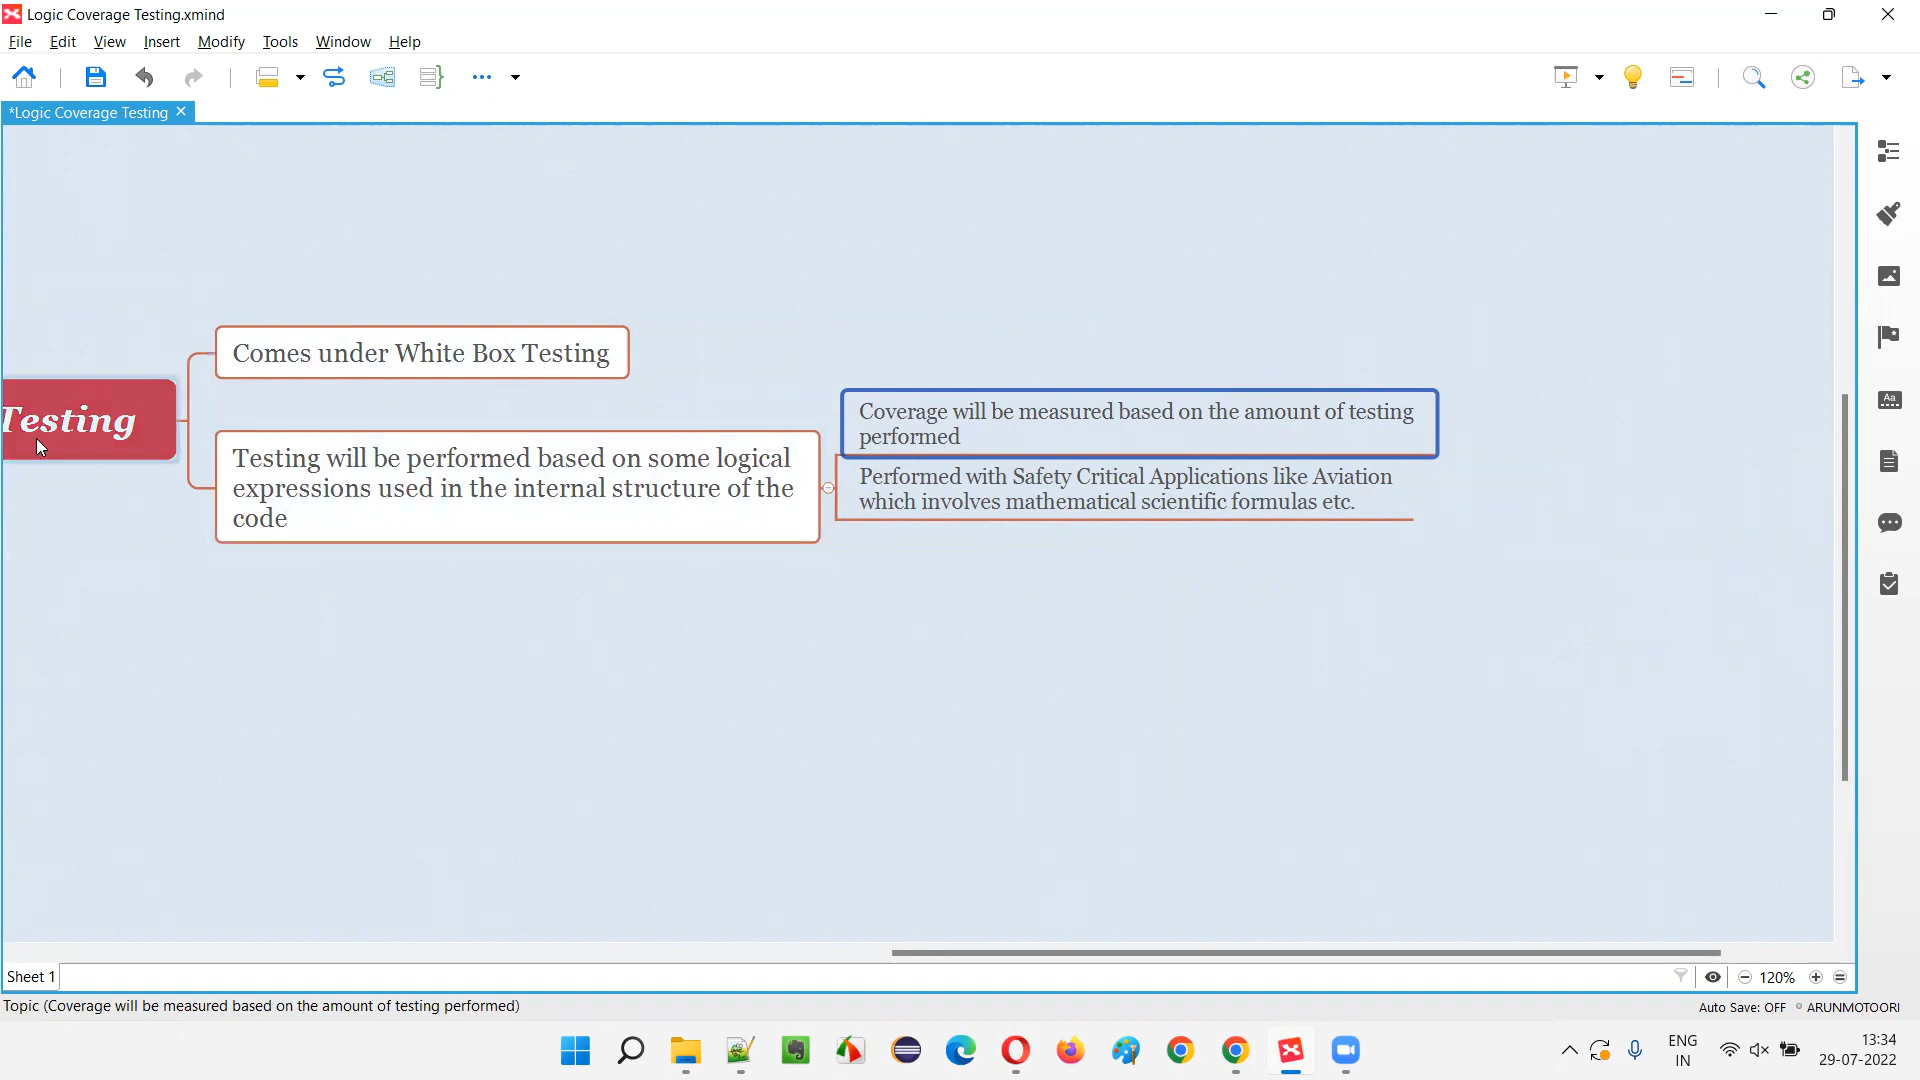 Logic Coverage Testing.xmind
File Edit View Insert Modify Tools Window Help
*Logic Coverage Testing
Comes under White Box Testing
Testing
Testing will be performed based on some logical
expressions used in the internal structure of the
code
Coverage will be measured based on the amount of testing
performed
Performed with Safety Critical Applications like Aviation
which involves mathematical scientific formulas etc.
Aa
Sheet 1
120%
Topic (Coverage will be measured based on the amount of testing performed)
Auto Save: OFF ARUNMOTOORI
ENG
IN
13:34
29-07-2022